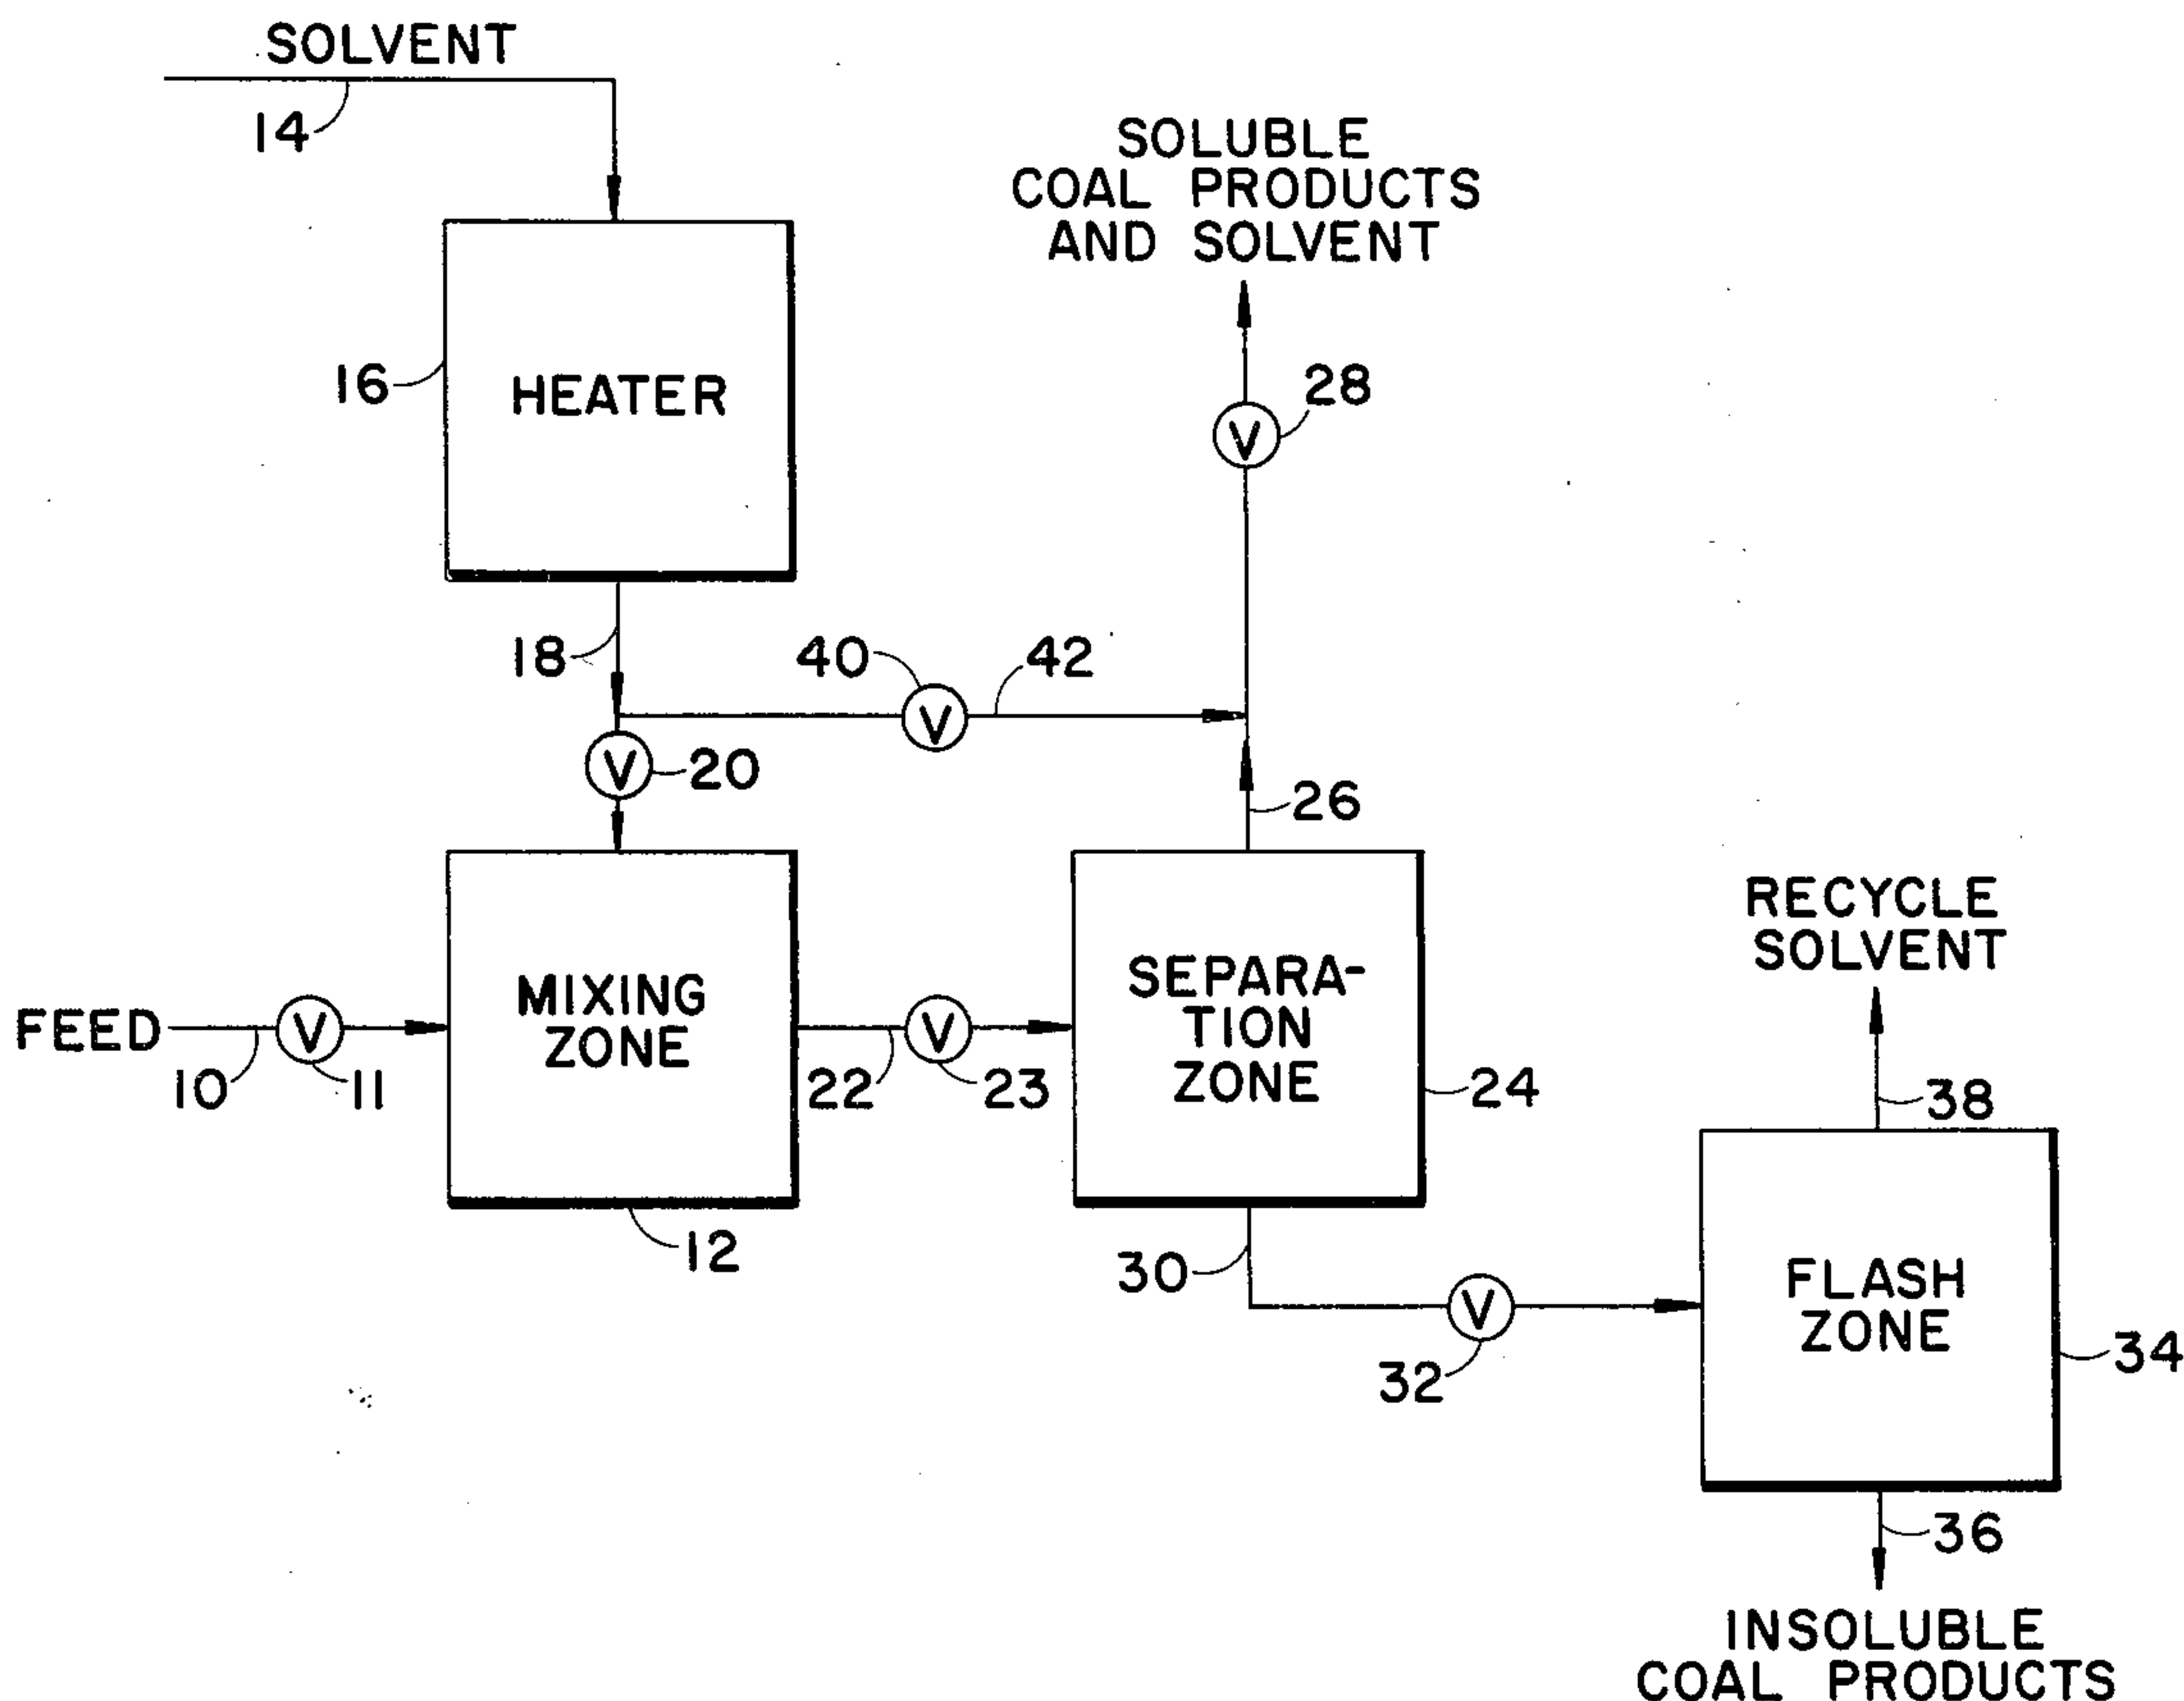 SOLVENT
14
SOLUBLE
COAL PRODUCTS
AND SOLVENT
16
HEATER
V
28
18
40
V
42
V
20
26
RECYCLE
SOLVENT
FEED
10
V
11
MIXING
ZONE
12
22
V
23
SEPARA-
TION
ZONE
24
38
30
V
32
FLASH
ZONE
34
36
INSOLUBLE
COAL PRODUCTS